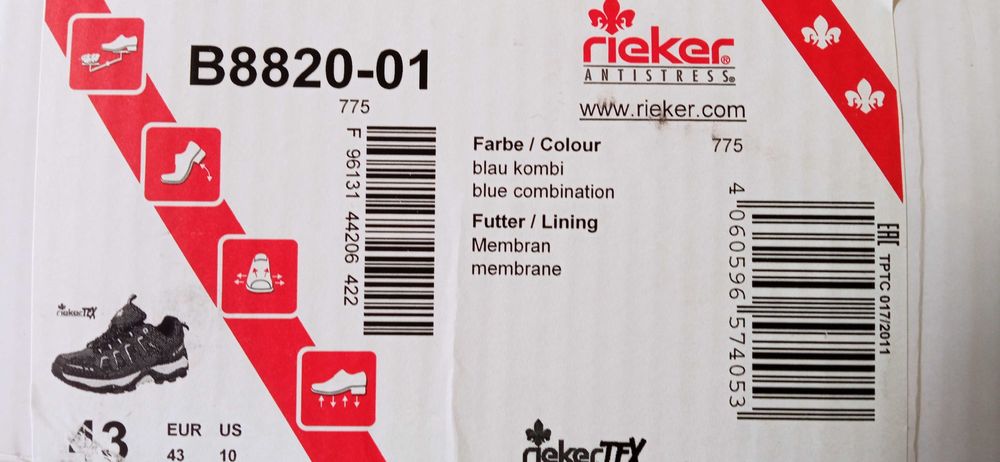 B8820-01
775
F 96131 44206 422
rieker®
ANTISTRESS®
www.rieker.com
Farbe / Colour 775
blau kombi
blue combination
Futter / Lining
Membran
membrane
4 060596 574053
EAC TPTC 017/2011
riekerTEX
43 EUR US
43 10
riekerTEX